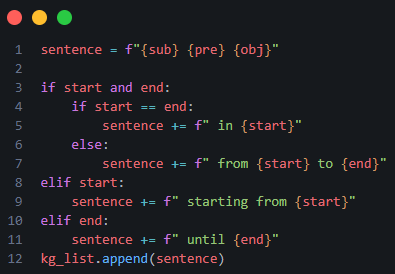 1 sentence = f"{sub} {pre} {obj}"
2
3 if start and end:
4     if start == end:
5         sentence += f" in {start}"
6     else:
7         sentence += f" from {start} to {end}"
8 elif start:
9     sentence += f" starting from {start}"
10 elif end:
11     sentence += f" until {end}"
12 kg_list.append(sentence)